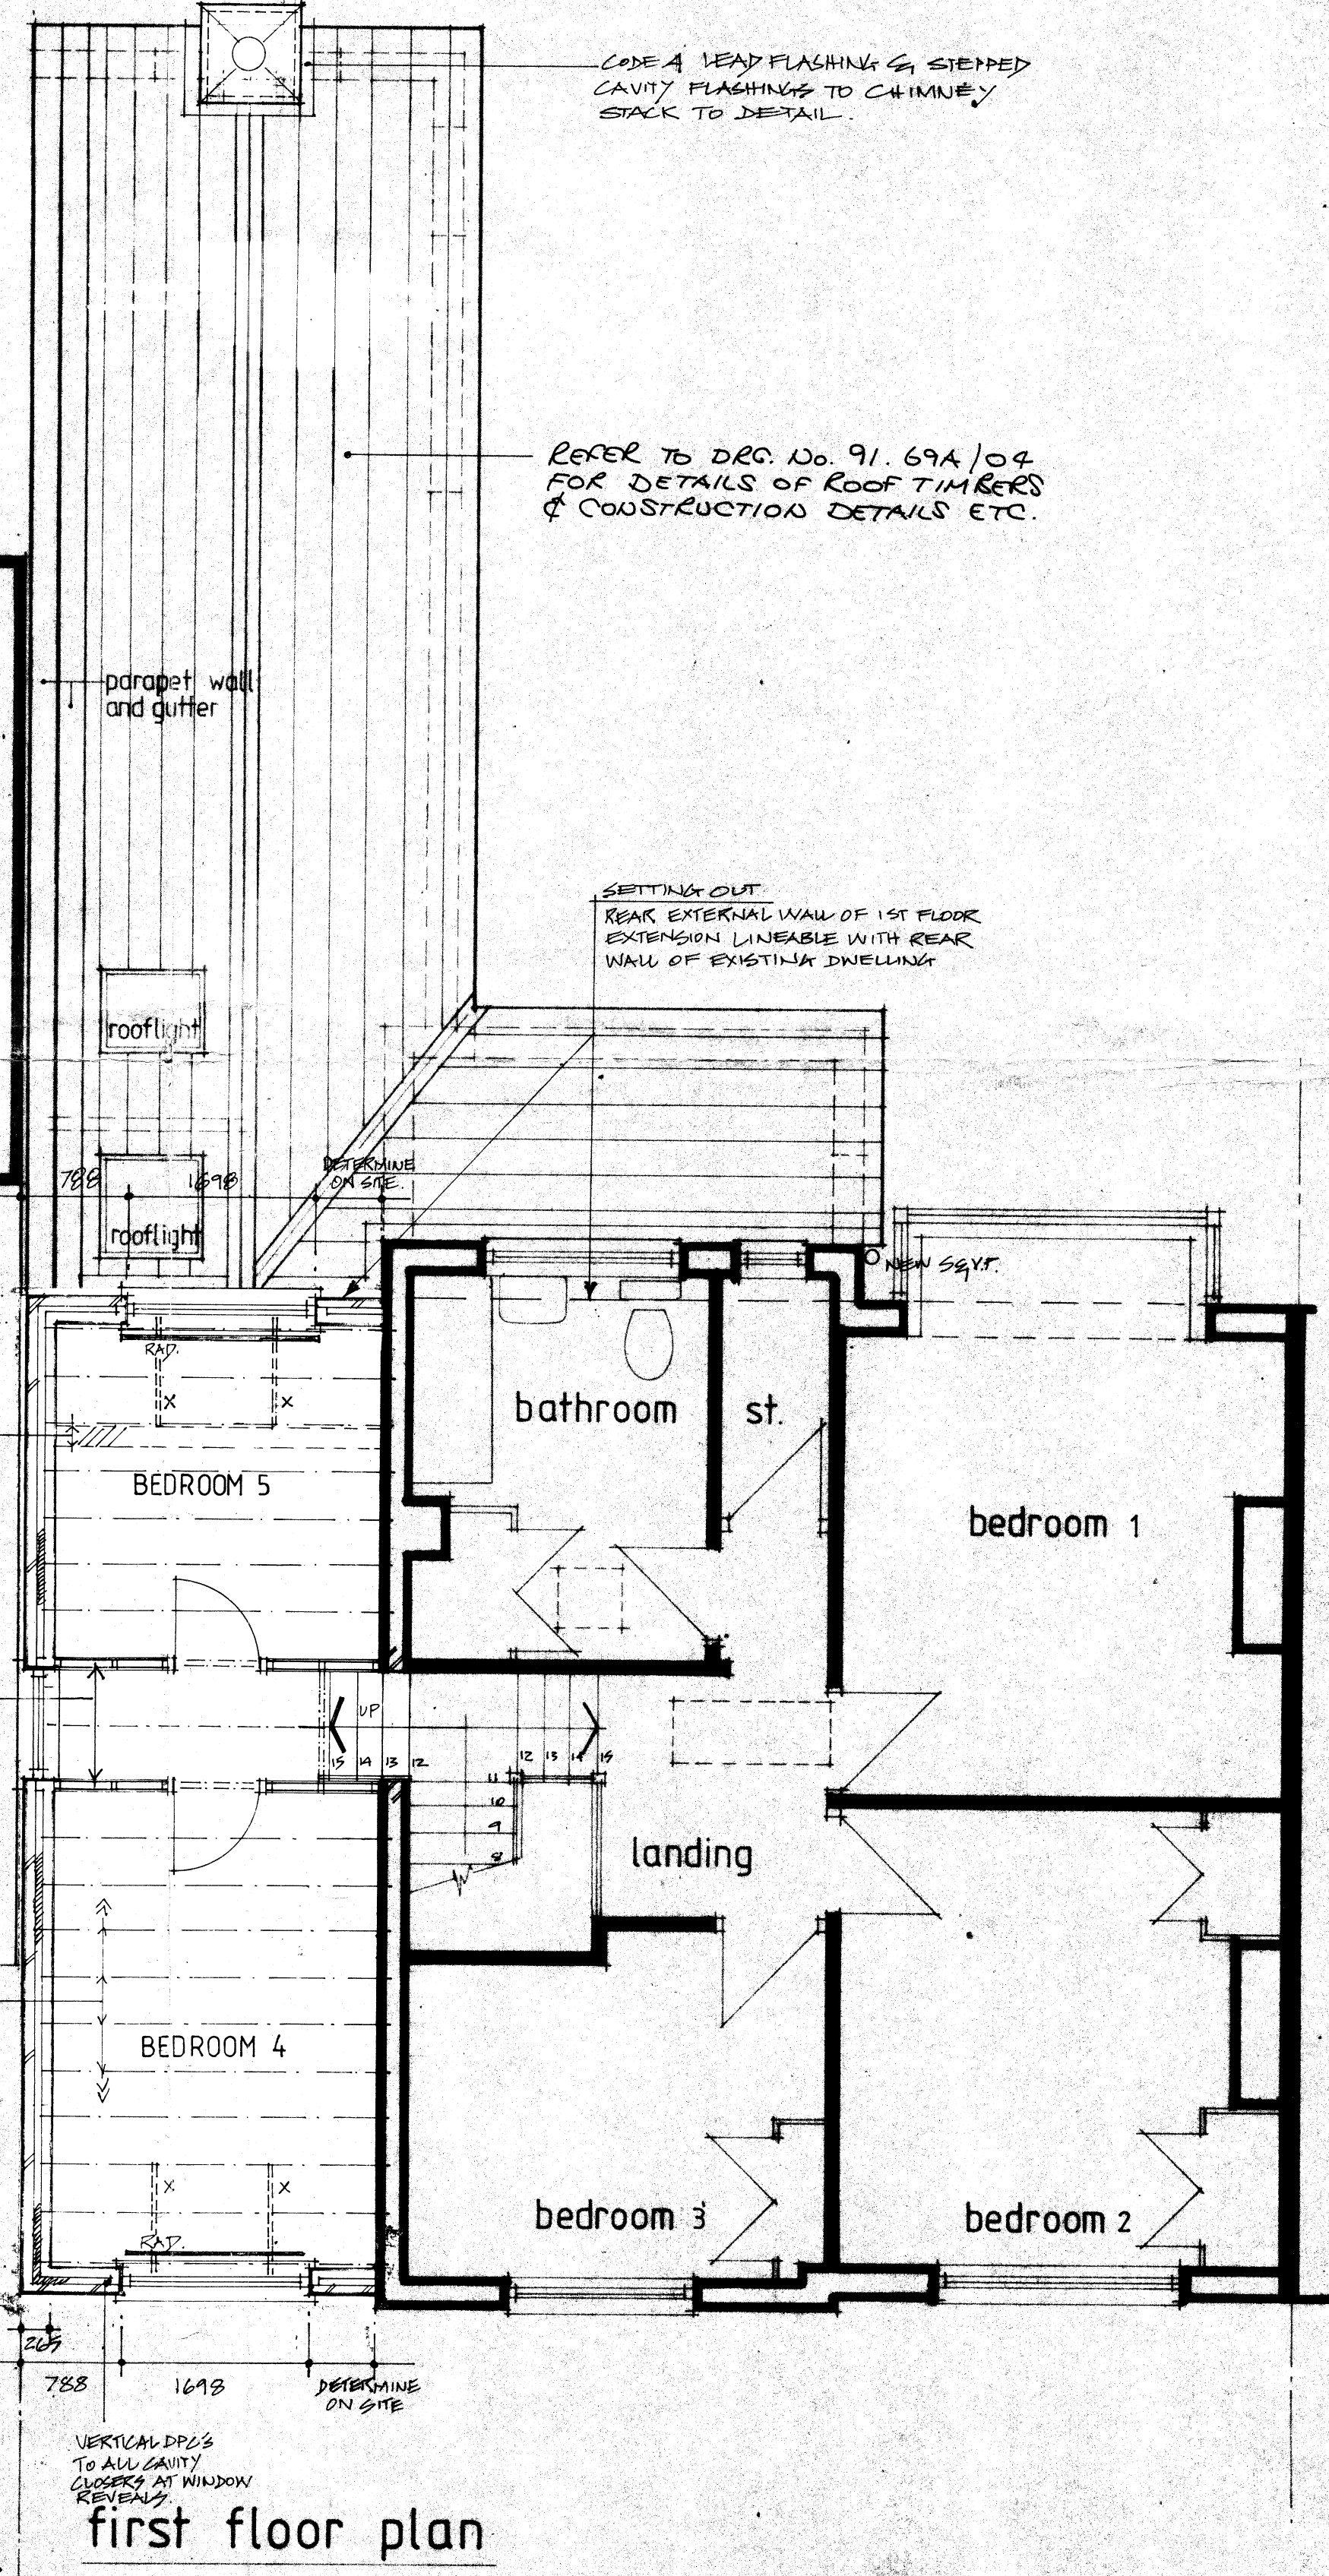 CODE 4 LEAD FLASHING & STEPPED
CAVITY FLASHINGS TO CHIMNEY
STACK TO DETAIL.
REFER TO DRG. No. 91.69A/04
FOR DETAILS OF ROOF TIMBERS
& CONSTRUCTION DETAILS ETC.
parapet wall
and gutter
SETTING OUT
REAR EXTERNAL WALL OF 1ST FLOOR
EXTENSION LINEABLE WITH REAR
WALL OF EXISTING DWELLING
rooflight
788
1698
DETERMINE
ON SITE.
rooflight
NEW S&V.P.
RAD.
x x
bathroom
st.
BEDROOM 5
bedroom 1
UP
15 14 13 12
12 13 14 15
11
10
9
8
landing
BEDROOM 4
x x
RAD.
bedroom 3
bedroom 2
265
788
1698
DETERMINE
ON SITE
VERTICAL DPC'S
TO ALL CAVITY
CLOSERS AT WINDOW
REVEALS.
first floor plan